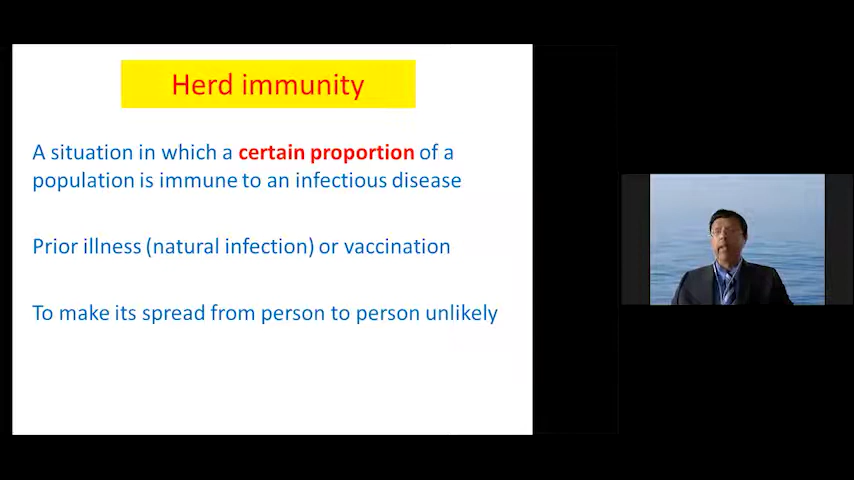 Herd immunity
A situation in which a certain proportion of a
population is immune to an infectious disease
Prior illness (natural infection) or vaccination
To make its spread from person to person unlikely